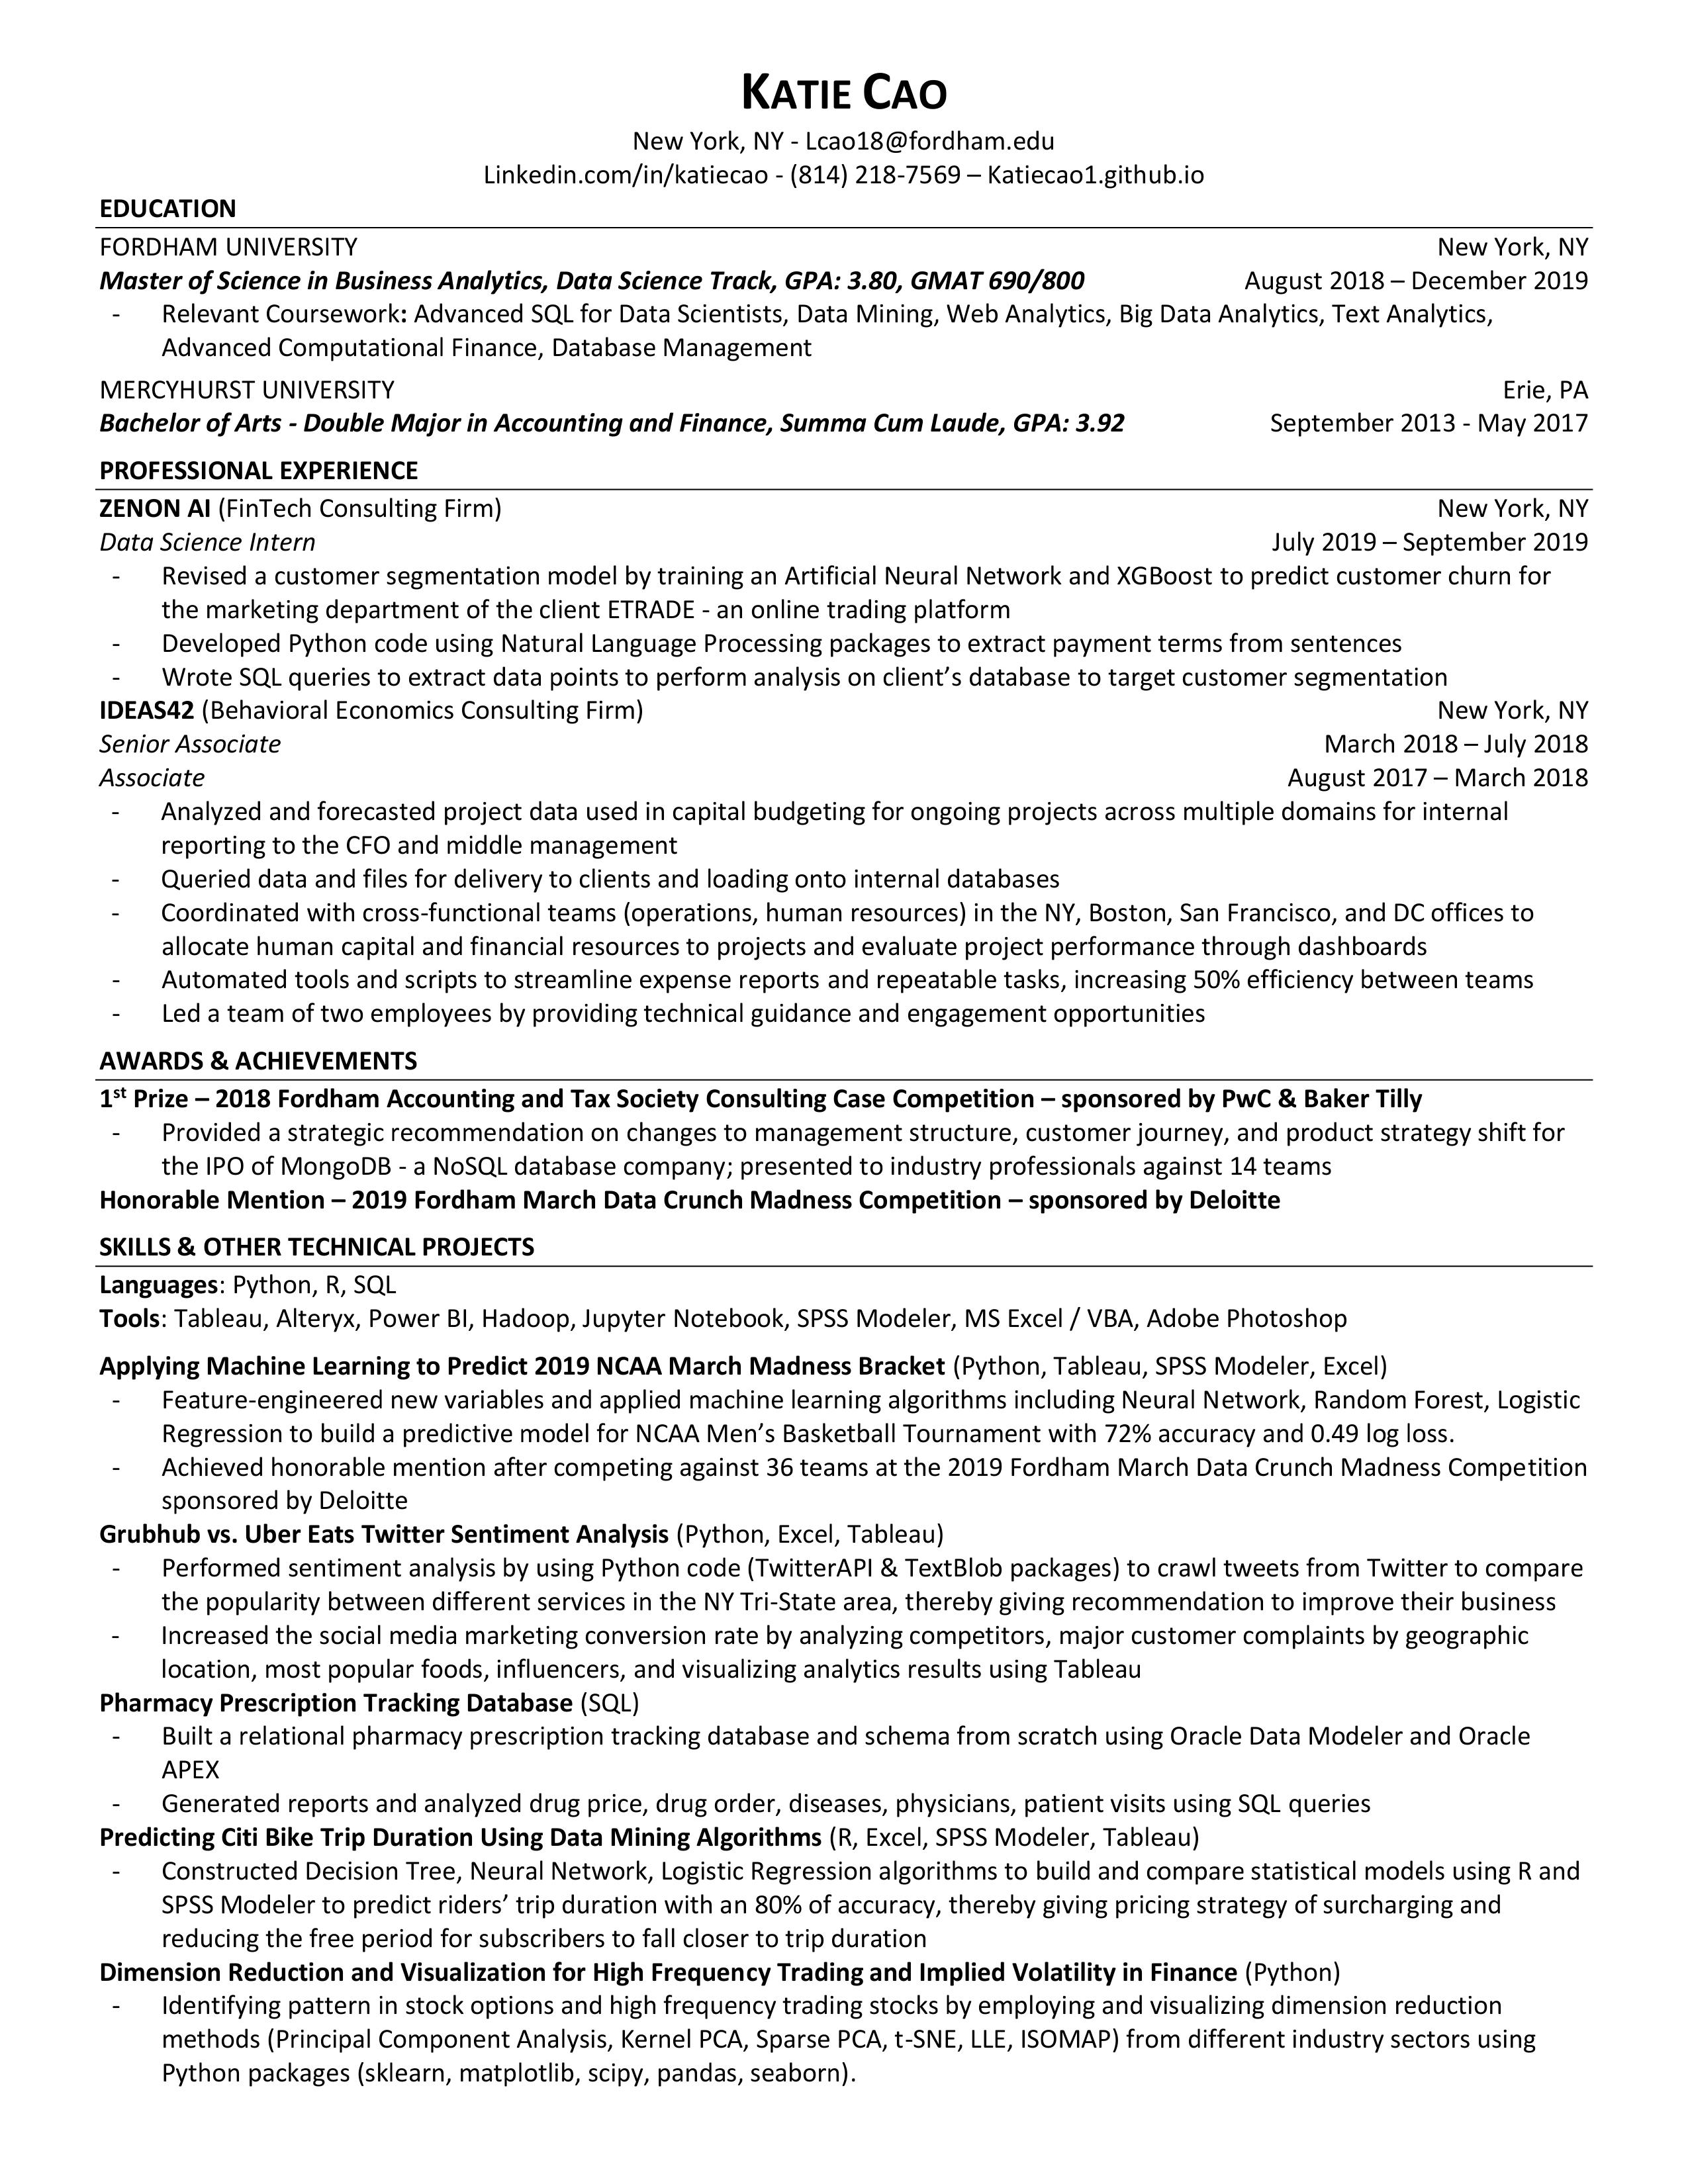 KATIE CAO
New York, NY - Lcao18@fordham.edu
Linkedin.com/in/katiecao - (814) 218-7569 – Katiecao1.github.io
EDUCATION
FORDHAM UNIVERSITY New York, NY
Master of Science in Business Analytics, Data Science Track, GPA: 3.80, GMAT 690/800 August 2018 – December 2019
- Relevant Coursework: Advanced SQL for Data Scientists, Data Mining, Web Analytics, Big Data Analytics, Text Analytics,
Advanced Computational Finance, Database Management
MERCYHURST UNIVERSITY Erie, PA
Bachelor of Arts - Double Major in Accounting and Finance, Summa Cum Laude, GPA: 3.92 September 2013 - May 2017
PROFESSIONAL EXPERIENCE
ZENON AI (FinTech Consulting Firm) New York, NY
Data Science Intern July 2019 – September 2019
- Revised a customer segmentation model by training an Artificial Neural Network and XGBoost to predict customer churn for
the marketing department of the client ETRADE - an online trading platform
- Developed Python code using Natural Language Processing packages to extract payment terms from sentences
- Wrote SQL queries to extract data points to perform analysis on client’s database to target customer segmentation
IDEAS42 (Behavioral Economics Consulting Firm) New York, NY
Senior Associate March 2018 – July 2018
Associate August 2017 – March 2018
- Analyzed and forecasted project data used in capital budgeting for ongoing projects across multiple domains for internal
reporting to the CFO and middle management
- Queried data and files for delivery to clients and loading onto internal databases
- Coordinated with cross-functional teams (operations, human resources) in the NY, Boston, San Francisco, and DC offices to
allocate human capital and financial resources to projects and evaluate project performance through dashboards
- Automated tools and scripts to streamline expense reports and repeatable tasks, increasing 50% efficiency between teams
- Led a team of two employees by providing technical guidance and engagement opportunities
AWARDS & ACHIEVEMENTS
1st Prize – 2018 Fordham Accounting and Tax Society Consulting Case Competition – sponsored by PwC & Baker Tilly
- Provided a strategic recommendation on changes to management structure, customer journey, and product strategy shift for
the IPO of MongoDB - a NoSQL database company; presented to industry professionals against 14 teams
Honorable Mention – 2019 Fordham March Data Crunch Madness Competition – sponsored by Deloitte
SKILLS & OTHER TECHNICAL PROJECTS
Languages: Python, R, SQL
Tools: Tableau, Alteryx, Power BI, Hadoop, Jupyter Notebook, SPSS Modeler, MS Excel / VBA, Adobe Photoshop
Applying Machine Learning to Predict 2019 NCAA March Madness Bracket (Python, Tableau, SPSS Modeler, Excel)
- Feature-engineered new variables and applied machine learning algorithms including Neural Network, Random Forest, Logistic
Regression to build a predictive model for NCAA Men’s Basketball Tournament with 72% accuracy and 0.49 log loss.
- Achieved honorable mention after competing against 36 teams at the 2019 Fordham March Data Crunch Madness Competition
sponsored by Deloitte
Grubhub vs. Uber Eats Twitter Sentiment Analysis (Python, Excel, Tableau)
- Performed sentiment analysis by using Python code (TwitterAPI & TextBlob packages) to crawl tweets from Twitter to compare
the popularity between different services in the NY Tri-State area, thereby giving recommendation to improve their business
- Increased the social media marketing conversion rate by analyzing competitors, major customer complaints by geographic
location, most popular foods, influencers, and visualizing analytics results using Tableau
Pharmacy Prescription Tracking Database (SQL)
- Built a relational pharmacy prescription tracking database and schema from scratch using Oracle Data Modeler and Oracle
APEX
- Generated reports and analyzed drug price, drug order, diseases, physicians, patient visits using SQL queries
Predicting Citi Bike Trip Duration Using Data Mining Algorithms (R, Excel, SPSS Modeler, Tableau)
- Constructed Decision Tree, Neural Network, Logistic Regression algorithms to build and compare statistical models using R and
SPSS Modeler to predict riders’ trip duration with an 80% of accuracy, thereby giving pricing strategy of surcharging and
reducing the free period for subscribers to fall closer to trip duration
Dimension Reduction and Visualization for High Frequency Trading and Implied Volatility in Finance (Python)
- Identifying pattern in stock options and high frequency trading stocks by employing and visualizing dimension reduction
methods (Principal Component Analysis, Kernel PCA, Sparse PCA, t-SNE, LLE, ISOMAP) from different industry sectors using
Python packages (sklearn, matplotlib, scipy, pandas, seaborn).